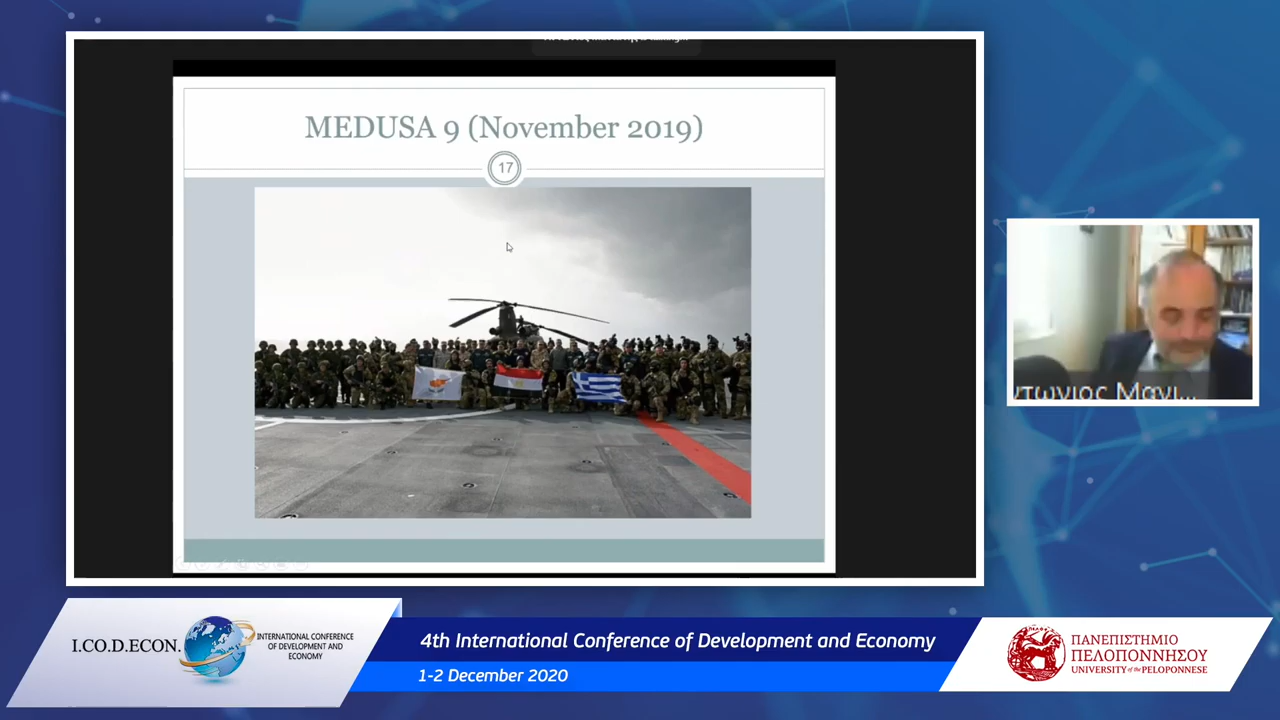 MEDUSA 9 (November 2019)
17
ντωνιος Μανι...
I.CO.D.ECON.
INTERNATIONAL CONFERENCE
OF DEVELOPMENT AND
ECONOMY
4th International Conference of Development and Economy
1-2 December 2020
ΠΑΝΕΠΙΣΤΗΜΙΟ
ΠΕΛΟΠΟΝΝΗΣΟΥ
UNIVERSITY of the PELOPONNESE